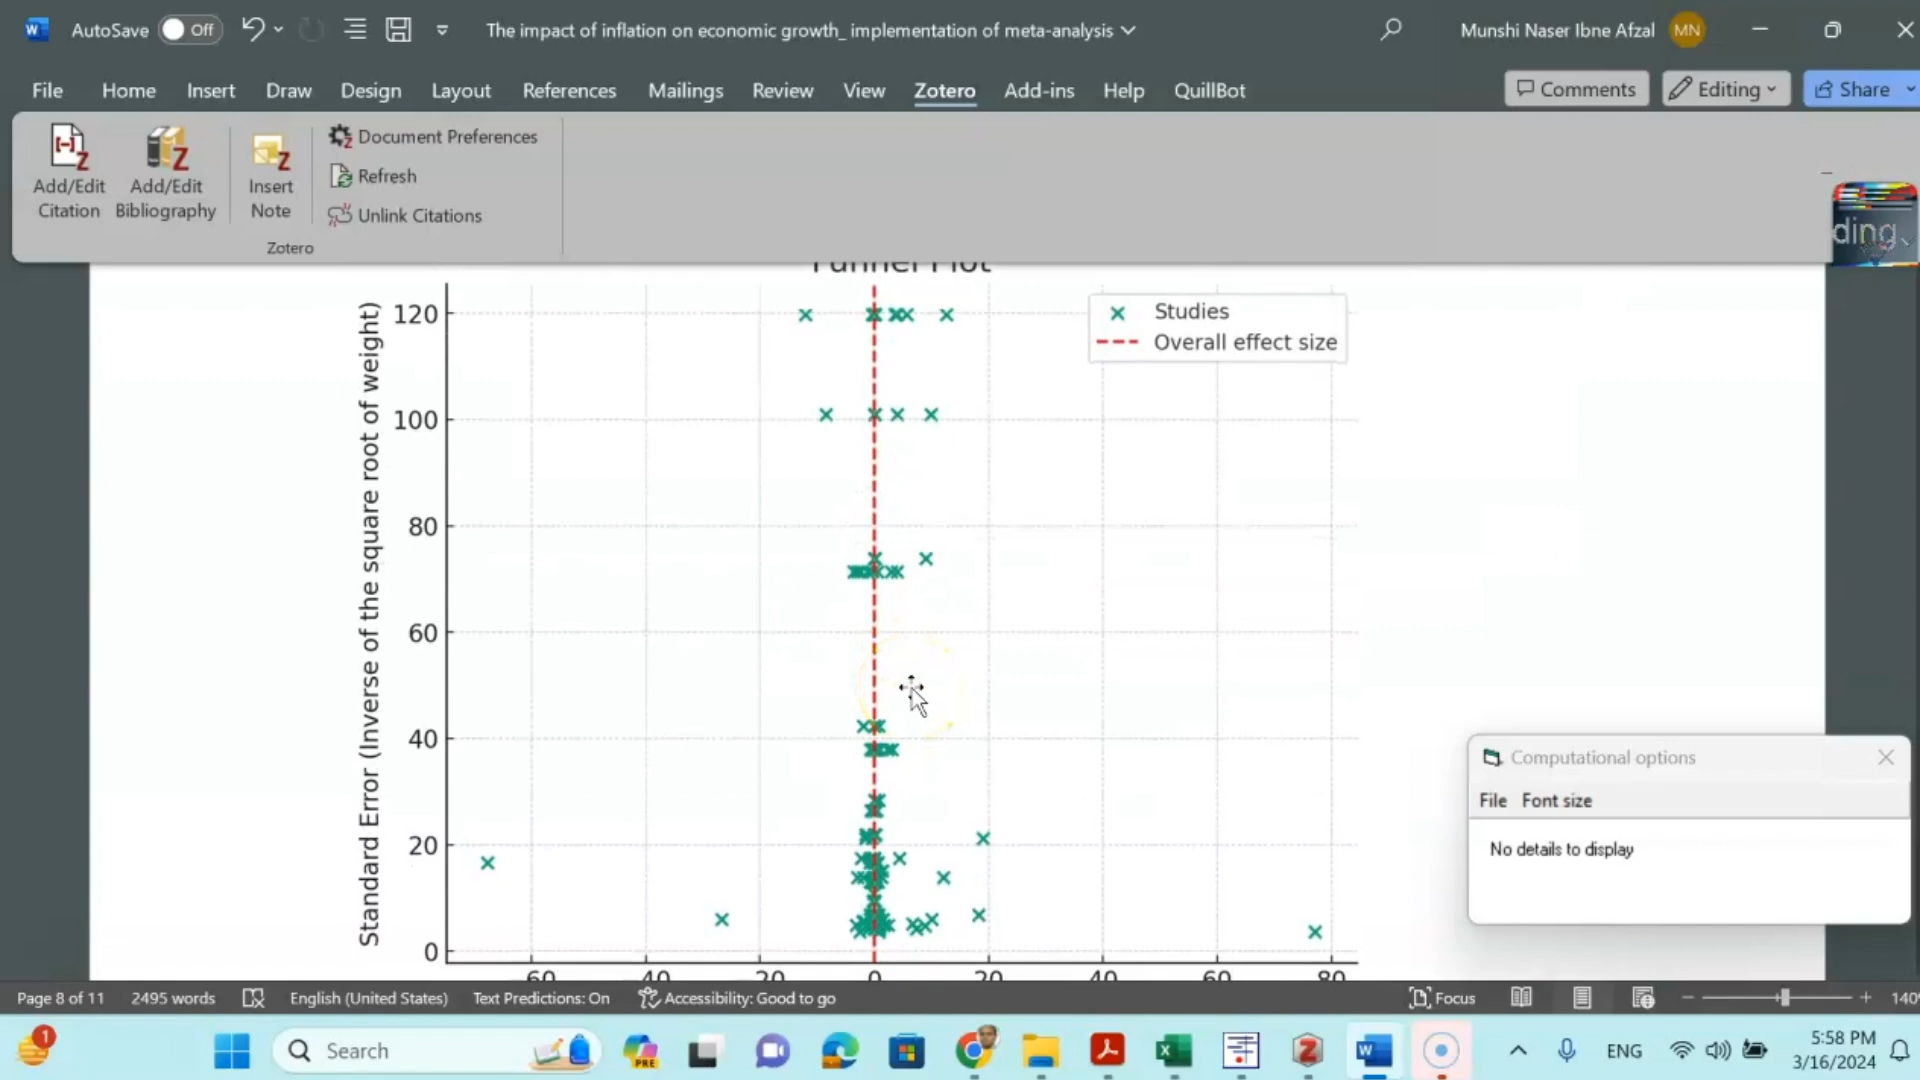 AutoSave Off The impact of inflation on economic growth_ implementation of meta-analysis Munshi Naser Ibne Afzal MN
File Home Insert Draw Design Layout References Mailings Review View Zotero Add-ins Help QuillBot Comments Editing Share
Add/Edit Citation
Add/Edit Bibliography
Insert Note
Document Preferences
Refresh
Unlink Citations
Zotero
ding
Funnel Plot
Studies
Overall effect size
Standard Error (Inverse of the square root of weight)
120
100
80
60
40
20
0
-60 -40 -20 0 20 40 60 80
Computational options
File Font size
No details to display
Page 8 of 11 2495 words English (United States) Text Predictions: On Accessibility: Good to go Focus 140
Search PRE ENG
5:58 PM
3/16/2024
1